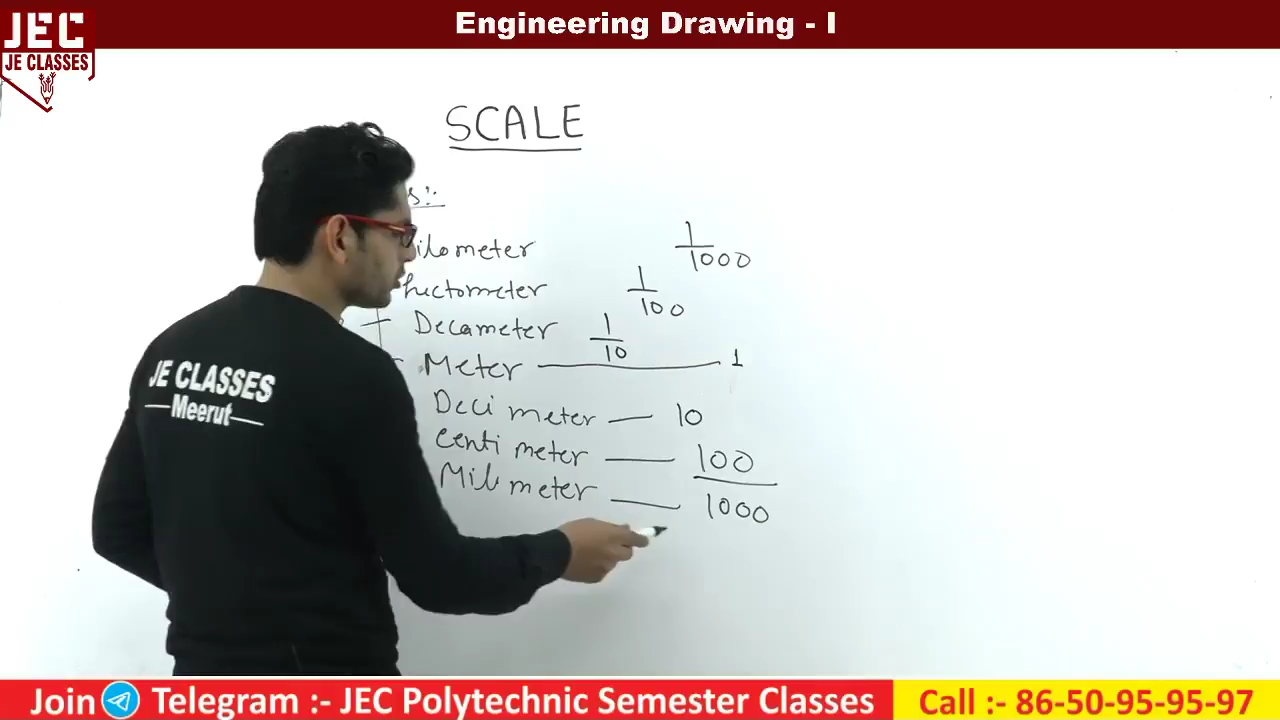 Engineering Drawing - I
JEC
JE CLASSES
SCALE
s:-
ilometer 1/1000
hectometer 1/100
Decameter 1/10
Meter — 1
Deci meter — 10
Centi meter — 100
Mili meter — 1000
JE CLASSES
—Meerut—
Join Telegram :- JEC Polytechnic Semester Classes
Call :- 86-50-95-95-97